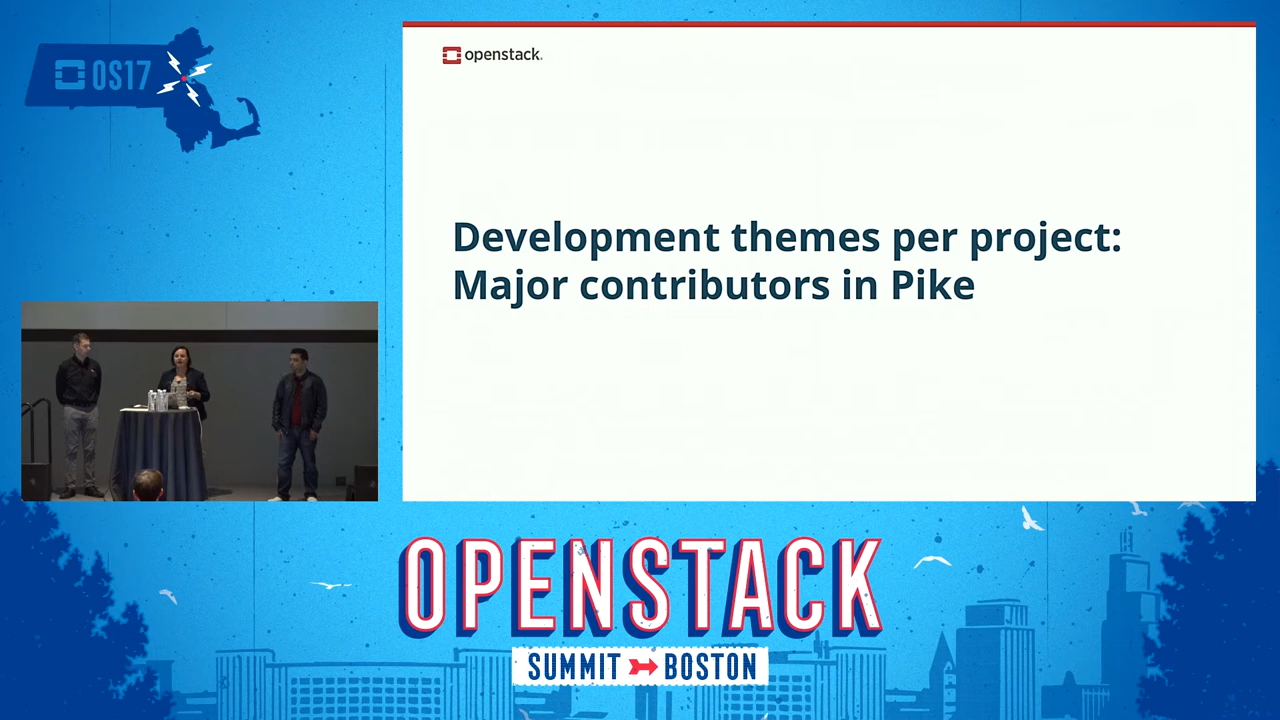 OS17
openstack.
Development themes per project:
Major contributors in Pike
OPENSTACK
SUMMIT BOSTON